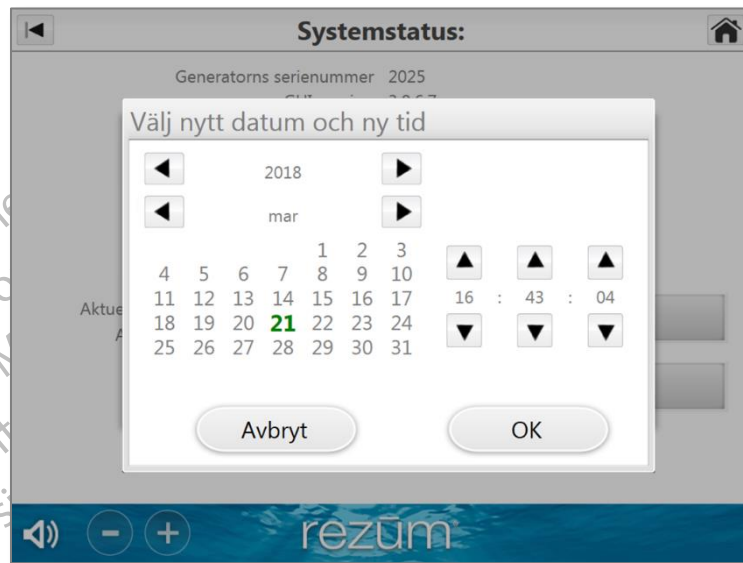 Systemstatus:
Generatorns serienummer 2025
Välj nytt datum och ny tid
2018
mar
1 2 3
4 5 6 7 8 9 10
11 12 13 14 15 16 17
18 19 20 21 22 23 24
25 26 27 28 29 30 31
16 : 43 : 04
Aktue
Avbryt
OK
rezūm